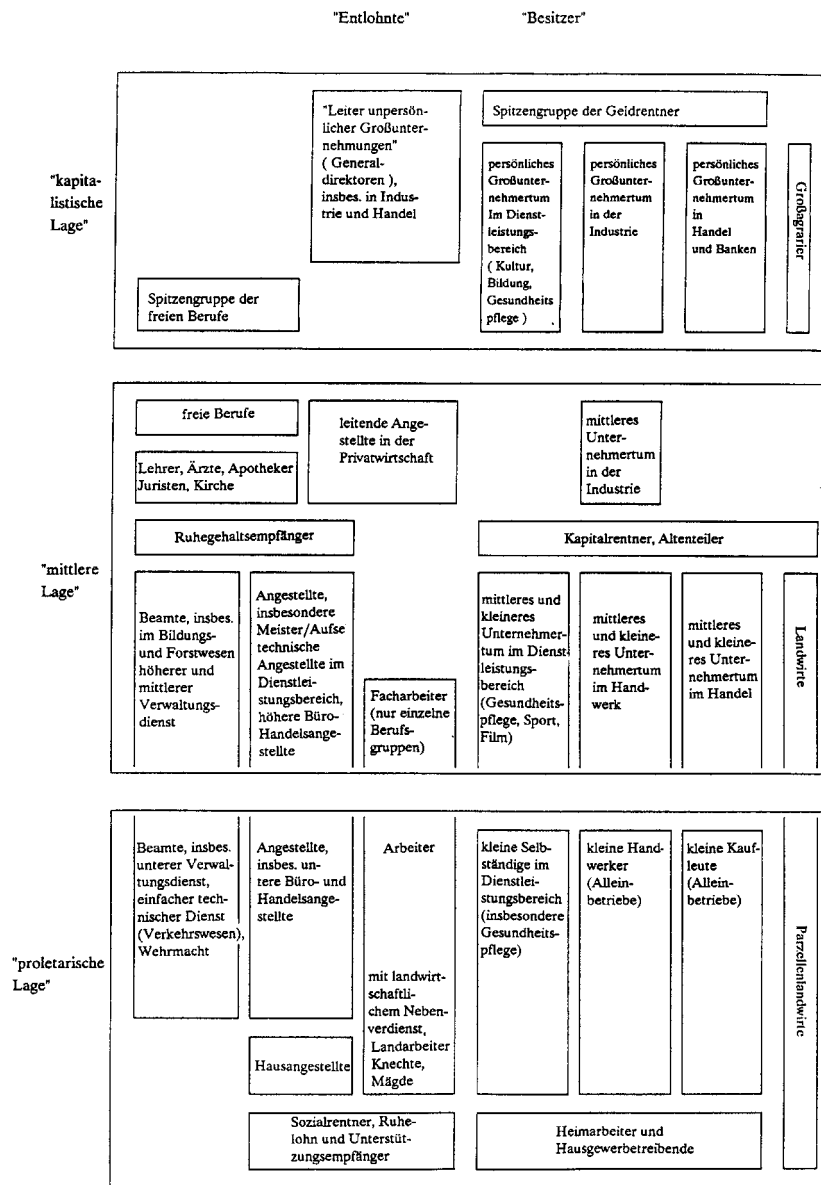 "Entlohnte"
"Besitzer"
"kapita-
listische
Lage"
"Leiter unpersön-
licher Großunter-
nehmungen"
( General-
direktoren ),
insbes. in Indus
trie und Handel
Spitzengruppe der
freien Berufe
Spitzengruppe der Geldrentner
persönliches
Großunter-
nehmertum
Im Dienst-
leistungs-
bereich
( Kultur,
Bildung,
Gesundheits
pflege )
persönliches
Großunter-
nehmertum
in der
Industrie
persönliches
Großunter-
nehmertum
in
Handel
und Banken
Großagrarier
"mittlere
Lage"
freie Berufe
Lehrer, Ärzte, Apotheker
Juristen, Kirche
leitende Ange-
stellte in der
Privatwirtschaft
mittleres
Unter-
nehmertum
in der
Industrie
Ruhegehaltsempfänger
Kapitalrentner, Altenteiler
Beamte, insbes.
im Bildungs-
und Forstwesen
höherer und
mittlerer
Verwaltungs-
dienst
Angestellte,
insbesondere
Meister/Aufse
technische
Angestellte im
Dienstlei-
stungsbereich,
höhere Büro-
Handelsange-
stellte
Facharbeiter
(nur einzelne
Berufs-
gruppen)
mittleres und
kleineres
Unternehmer-
tum im Dienst
leistungs-
bereich
(Gesundheits-
pflege, Sport,
Film)
mittleres
und kleine-
res Unter-
nehmertum
im Hand-
werk
mittleres
und kleine-
res Unter-
nehmertum
im Handel
Landwirte
"proletarische
Lage"
Beamte, insbes.
unterer Verwal-
tungsdienst,
einfacher tech-
nischer Dienst
(Verkehrswesen),
Wehrmacht
Angestellte,
insbes. un-
tere Büro- und
Handelsange-
stellte
Hausangestellte
Arbeiter
mit landwirt-
schaftli-
chem Neben-
verdienst,
Landarbeiter
Knechte,
Mägde
kleine Selb-
ständige im
Dienstlei-
stungsbereich
(insbesondere
Gesundheits-
pflege)
kleine Hand-
werker
(Allein-
betriebe)
kleine Kauf-
leute
(Allein-
betriebe)
Parzellenlandwirte
Sozialrentner, Ruhe-
lohn und Unterstüt-
zungsempfänger
Heimarbeiter und
Hausgewerbetreibende